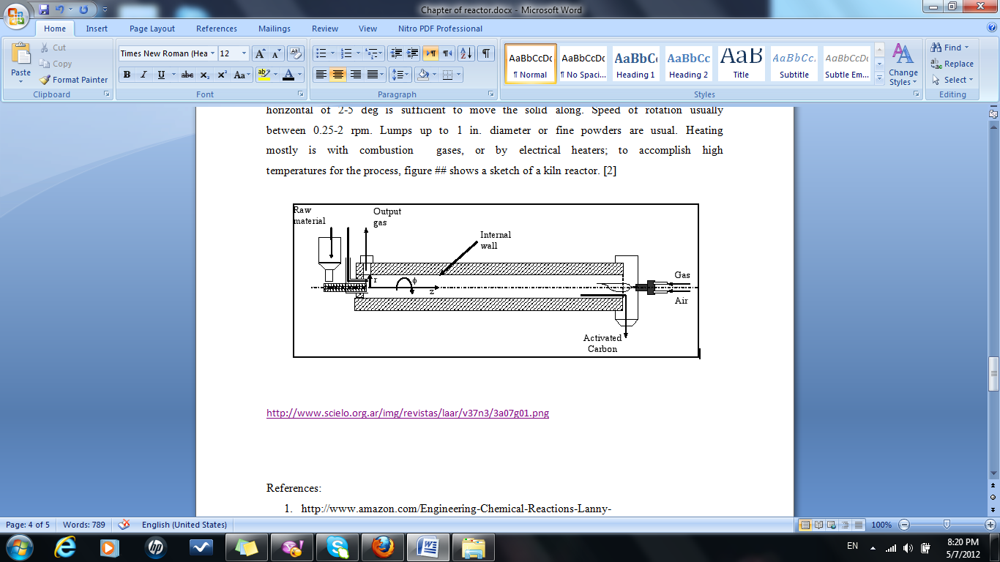 Chapter of reactor.docx - Microsoft Word
Home Insert Page Layout References Mailings Review View Nitro PDF Professional
Paste
Cut
Copy
Format Painter
Clipboard
Times New Roman (Hea 12
Font
Paragraph
AaBbCcDc AaBbCcDc AaBbC AaBbCc AaB AaBbCc. AaBbCcDc
¶ Normal ¶ No Spaci... Heading 1 Heading 2 Title Subtitle Subtle Em...
Change
Styles
Styles
Find
Replace
Select
Editing
horizontal of 2-5 deg is sufficient to move the solid along. Speed of rotation usually
between 0.25-2 rpm. Lumps up to 1 in. diameter or fine powders are usual. Heating
mostly is with combustion gases, or by electrical heaters; to accomplish high
temperatures for the process, figure ## shows a sketch of a kiln reactor. [2]
Raw
material
Output
gas
Internal
wall
r
ϕ
z
Gas
Air
Activated
Carbon
http://www.scielo.org.ar/img/revistas/laar/v37n3/3a07g01.png
References:
1. http://www.amazon.com/Engineering-Chemical-Reactions-Lanny-
Page: 4 of 5 Words: 789 English (United States) 100%
EN
8:20 PM
5/7/2012